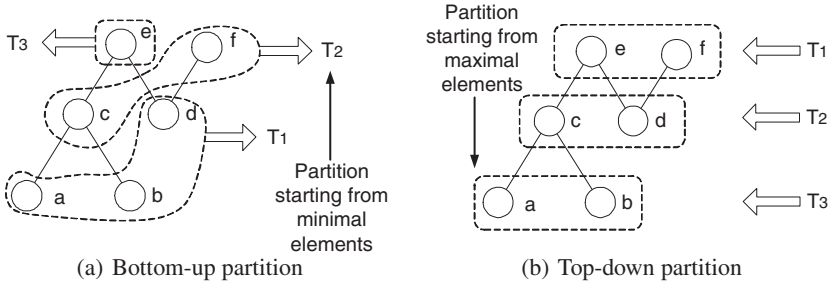 T3
e
f
T2
c
d
T1
a
b
Partition
starting from
minimal
elements
(a) Bottom-up partition
Partition
starting from
maximal
elements
e
f
T1
c
d
T2
a
b
T3
(b) Top-down partition